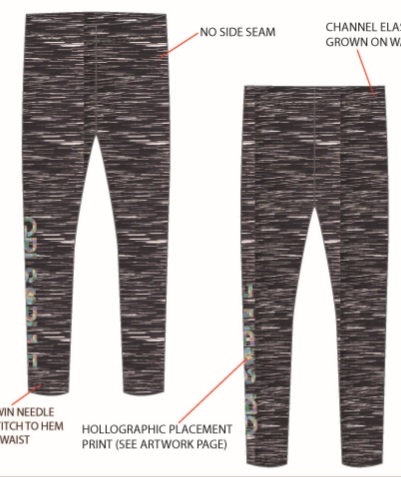 NO SIDE SEAM
CHANNEL ELAS
GROWN ON WA
WIN NEEDLE
TITCH TO HEM
WAIST
HOLLOGRAPHIC PLACEMENT
PRINT (SEE ARTWORK PAGE)